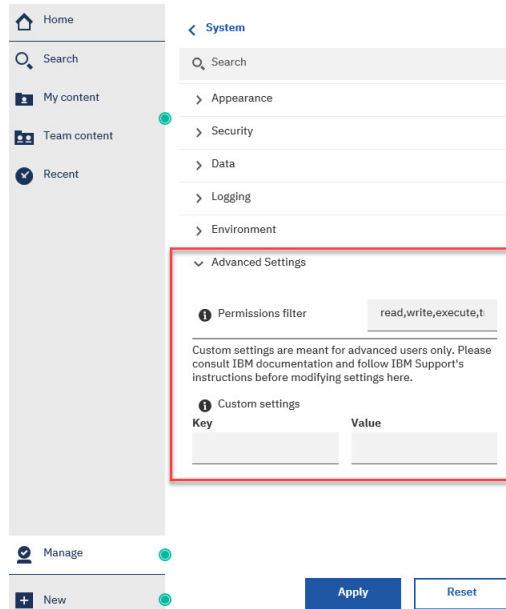 Home
Search
My content
Team content
Recent
Manage
New
System
Search
Appearance
Security
Data
Logging
Environment
Advanced Settings
Permissions filter
read,write,execute,t
Custom settings are meant for advanced users only. Please
consult IBM documentation and follow IBM Support's
instructions before modifying settings here.
Custom settings
Key Value
Apply Reset